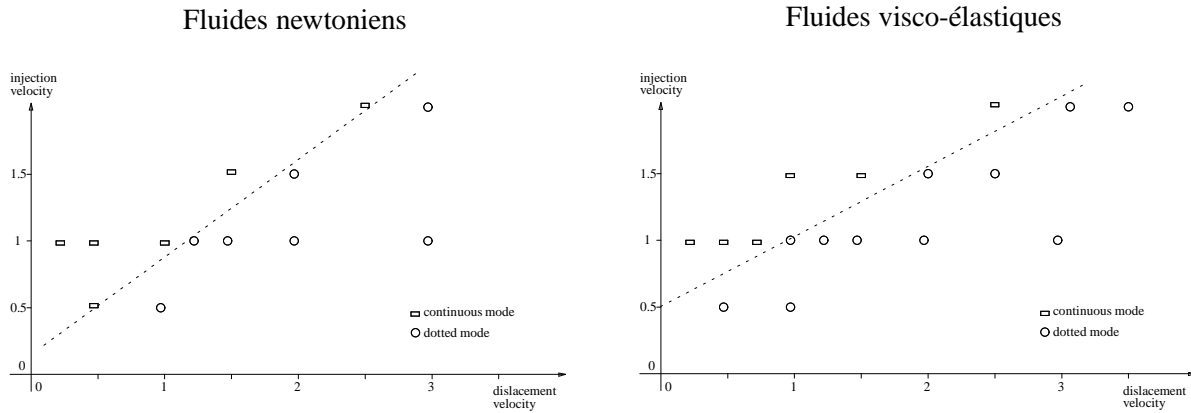 Fluides newtoniens
injection
velocity
1.5
1
0.5
0
0
1
2
3
continuous mode
dotted mode
dislacement
velocity
Fluides visco-élastiques
injection
velocity
1.5
1
0.5
0
0
1
2
3
continuous mode
dotted mode
dislacement
velocity